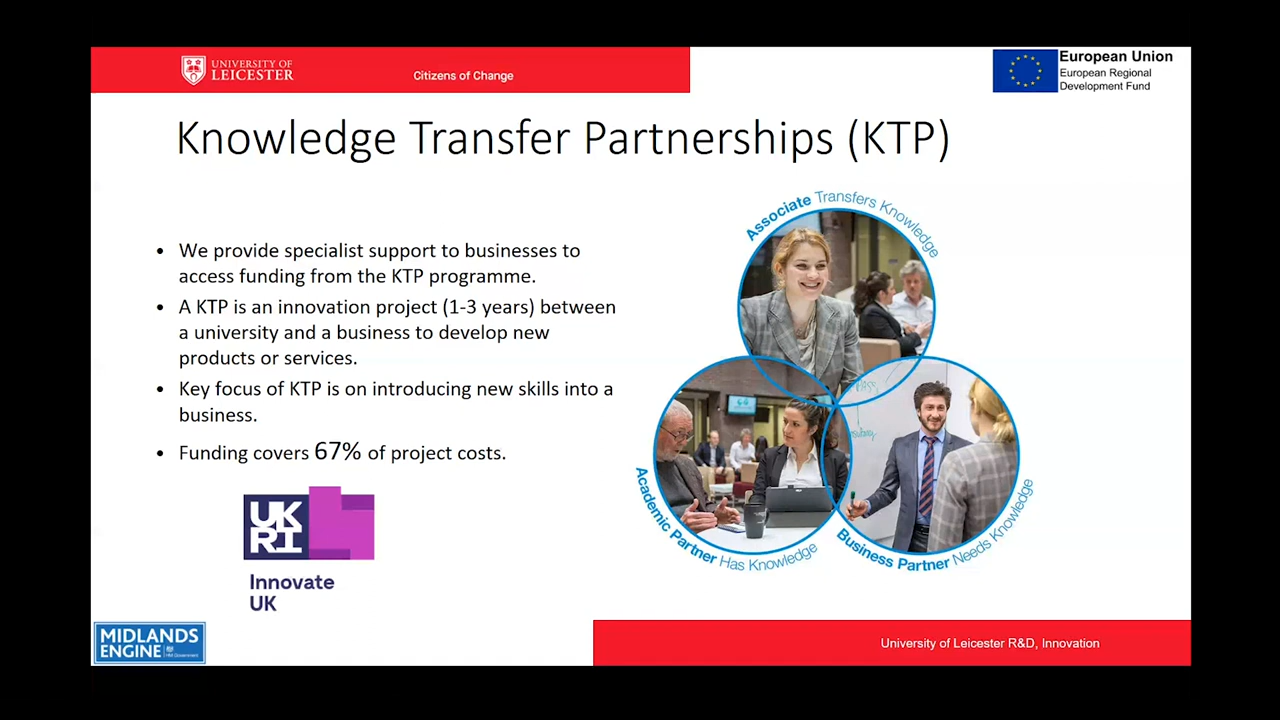 UNIVERSITY OF
LEICESTER
Citizens of Change
European Union
European Regional
Development Fund
Knowledge Transfer Partnerships (KTP)
• We provide specialist support to businesses to
access funding from the KTP programme.
• A KTP is an innovation project (1-3 years) between
a university and a business to develop new
products or services.
• Key focus of KTP is on introducing new skills into a
business.
• Funding covers 67% of project costs.
Associate Transfers Knowledge
Academic Partner Has Knowledge
Business Partner Needs Knowledge
UK
RI
Innovate
UK
MIDLANDS
ENGINE
HM Government
University of Leicester R&D, Innovation